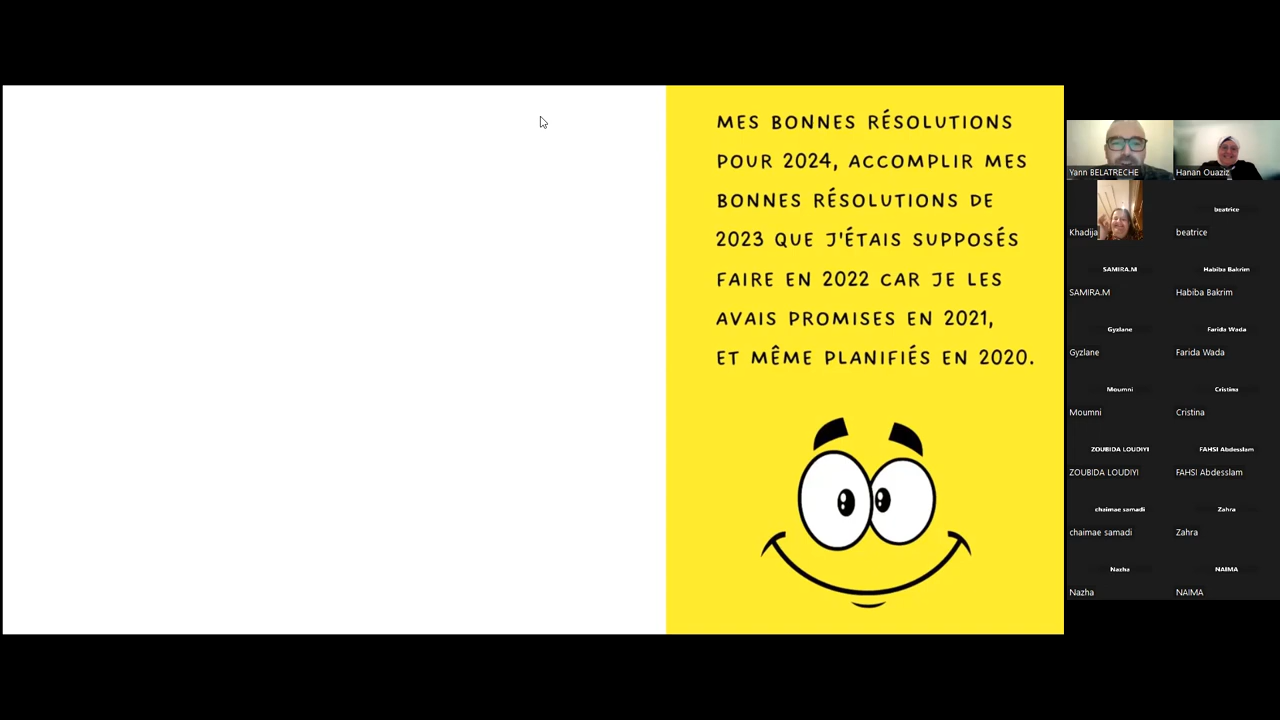 MES BONNES RÉSOLUTIONS
POUR 2024, ACCOMPLIR MES
BONNES RÉSOLUTIONS DE
2023 QUE J'ÉTAIS SUPPOSÉS
FAIRE EN 2022 CAR JE LES
AVAIS PROMISES EN 2021,
ET MÊME PLANIFIÉS EN 2020.
Yann BELATRECHE
Hanan Ouaziz
Khadija
beatrice
beatrice
SAMIRA.M
Habiba Bakrim
SAMIRA.M
Habiba Bakrim
Gyzlane
Farida Wada
Gyzlane
Farida Wada
Moumni
Cristina
Moumni
Cristina
ZOUBIDA LOUDIYI
FAHSI Abdesslam
ZOUBIDA LOUDIYI
FAHSI Abdesslam
chaimae samadi
Zahra
chaimae samadi
Zahra
Nazha
NAIMA
Nazha
NAIMA